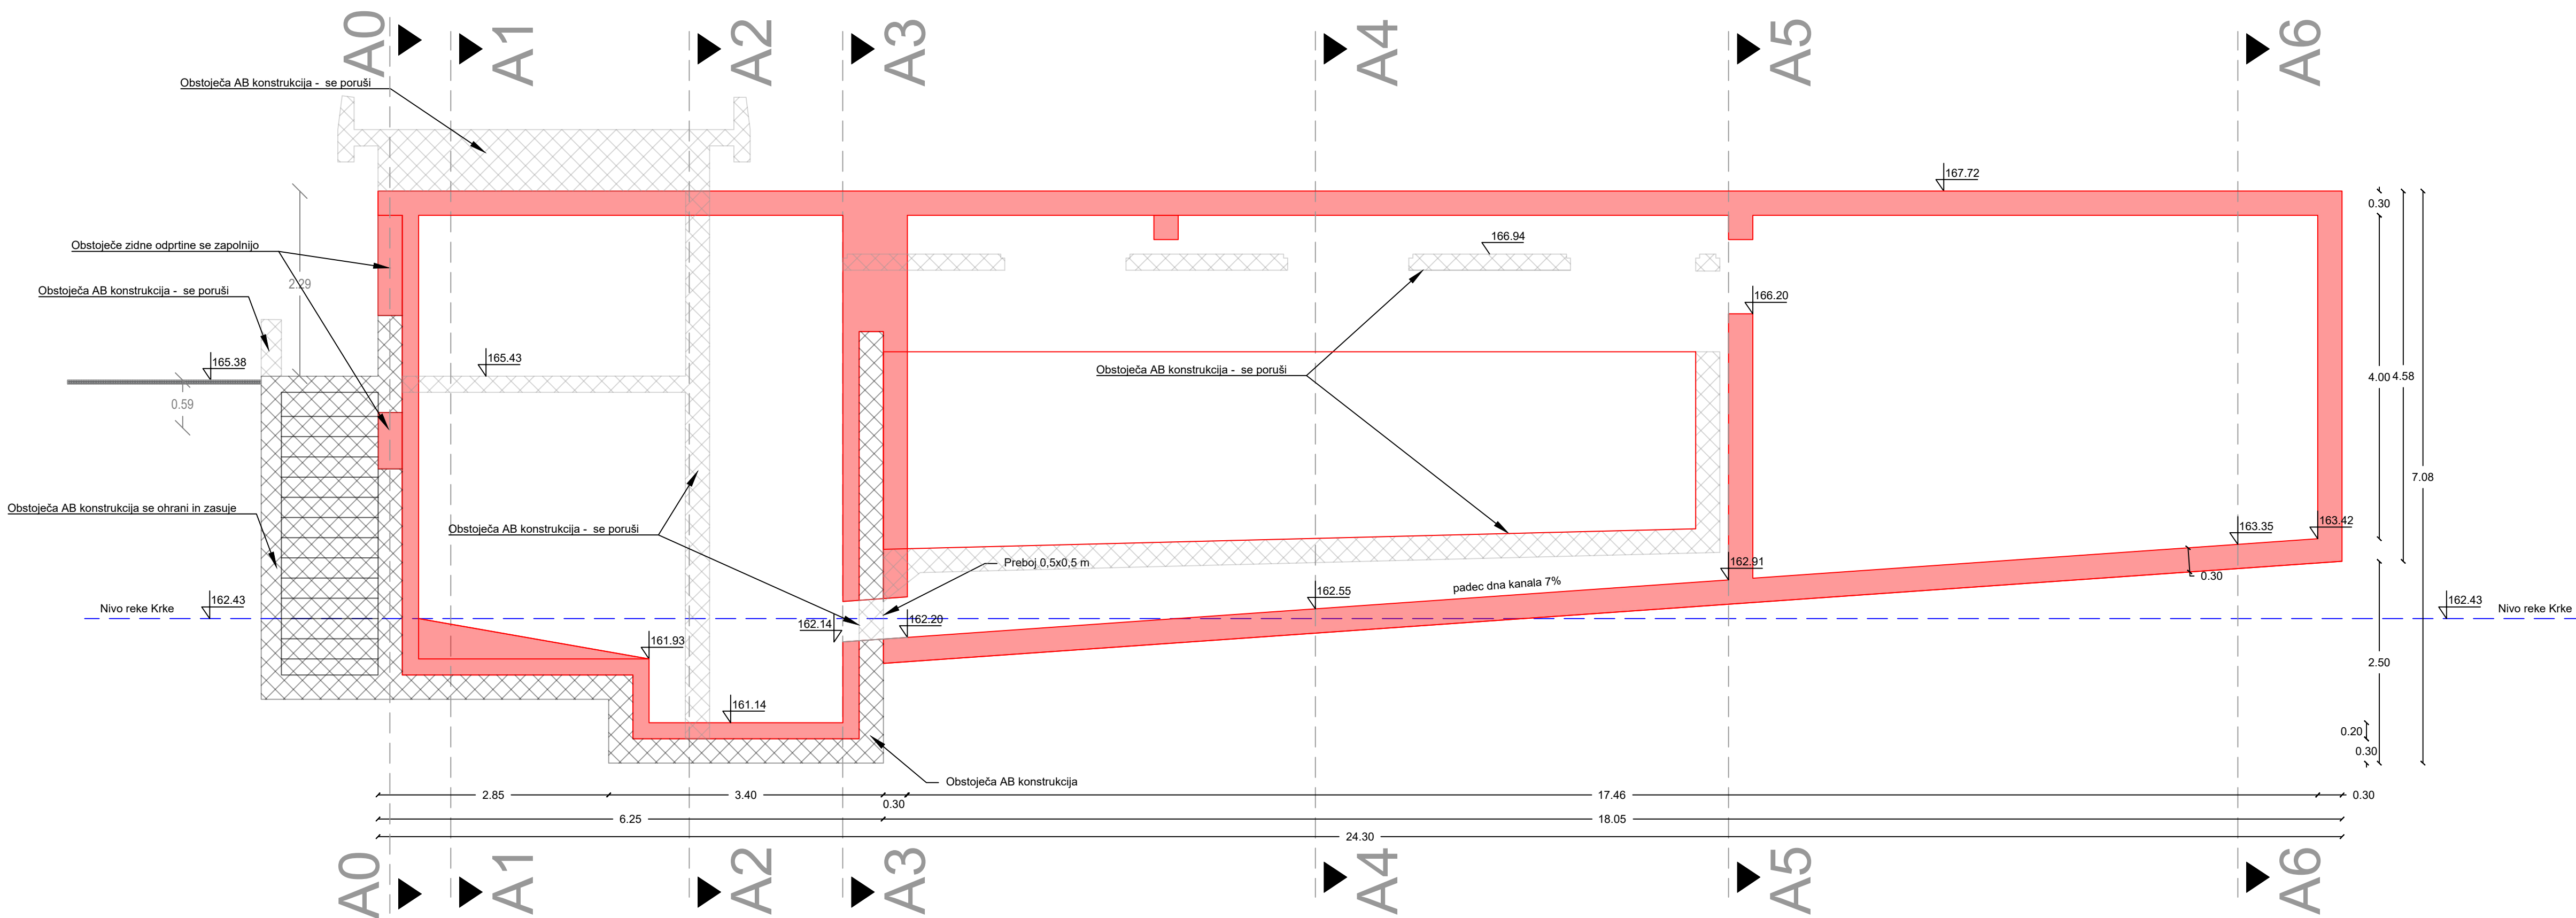 A0
A1
A2
A3
A4
A5
A6
Obstoječa AB konstrukcija -  se poruši
167.72
0.30
Obstoječe zidne odprtine se zapolnijo
166.94
2.29
Obstoječa AB konstrukcija -  se poruši
166.20
165.38
165.43
Obstoječa AB konstrukcija -  se poruši
4.00
4.58
0.59
7.08
Obstoječa AB konstrukcija se ohrani in zasuje
Obstoječa AB konstrukcija -  se poruši
163.35
163.42
Preboj 0,5x0,5 m
162.91
padec dna kanala 7%
0.30
162.55
Nivo reke Krke
162.43
162.43
Nivo reke Krke
162.14
162.20
161.93
2.50
161.14
0.20
0.30
Obstoječa AB konstrukcija
2.85
3.40
0.30
17.46
0.30
6.25
18.05
24.30
A0
A1
A2
A3
A4
A5
A6